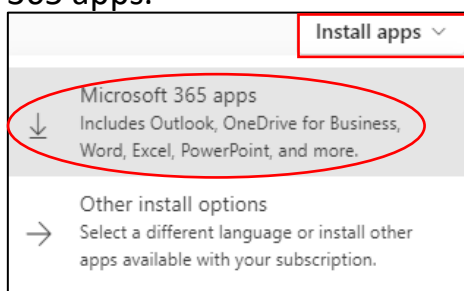 365 apps.
Install apps
Microsoft 365 apps
Includes Outlook, OneDrive for Business,
Word, Excel, PowerPoint, and more.
Other install options
Select a different language or install other
apps available with your subscription.